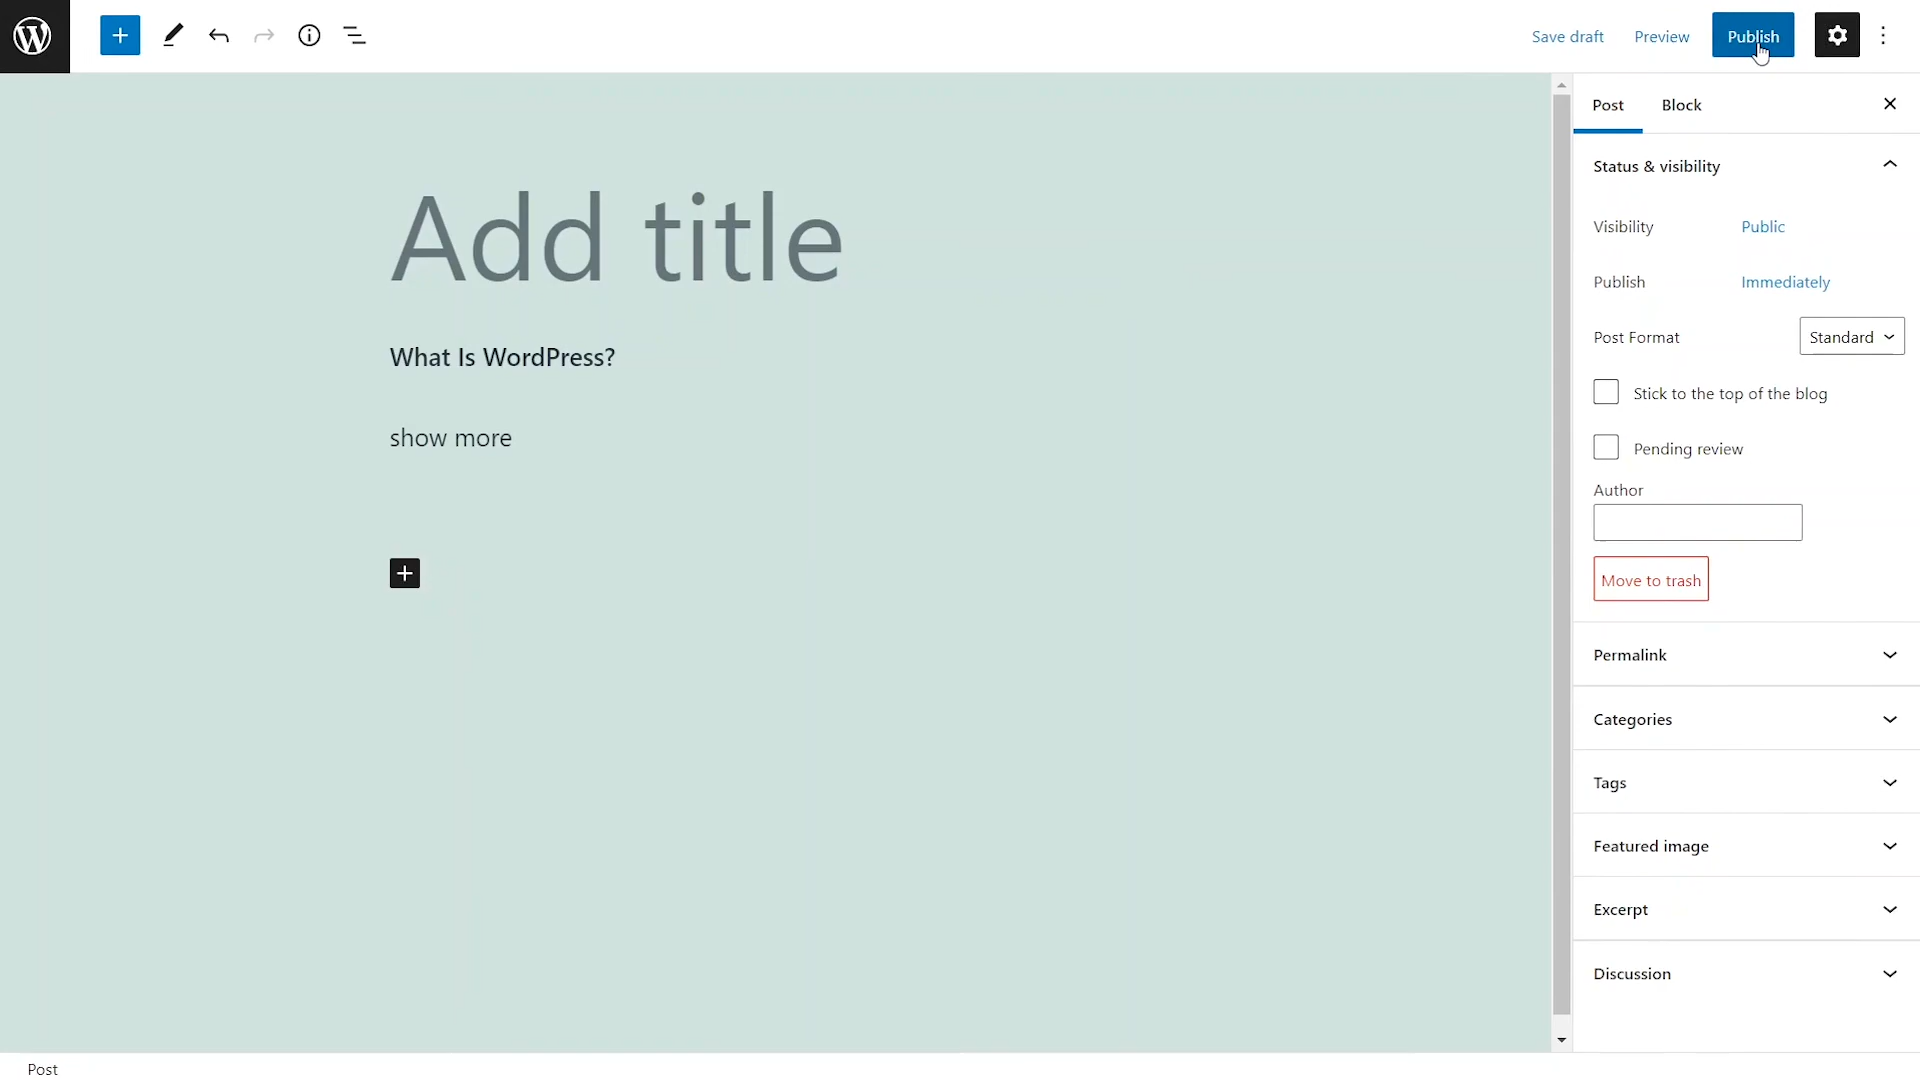 Save draft
Preview
Publish
Post
Block
Status & visibility
Add title
Visibility
Public
Publish
Immediately
Post Format
Standard
What Is WordPress?
Stick to the top of the blog
show more
Pending review
Author
Move to trash
Permalink
Categories
Tags
Featured image
Excerpt
Discussion
Post